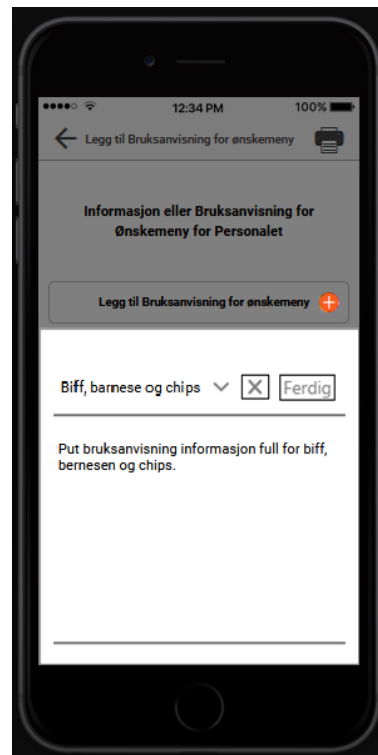 12:34 PM
100%
Legg til Bruksanvisning for ønskemeny
Informasjon eller Bruksanvisning for
Ønskemeny for Personalet
Legg til Bruksanvisning for ønskemeny
Biff, barnese og chips
Ferdig
Put bruksanvisning informasjon full for biff,
bernesen og chips.